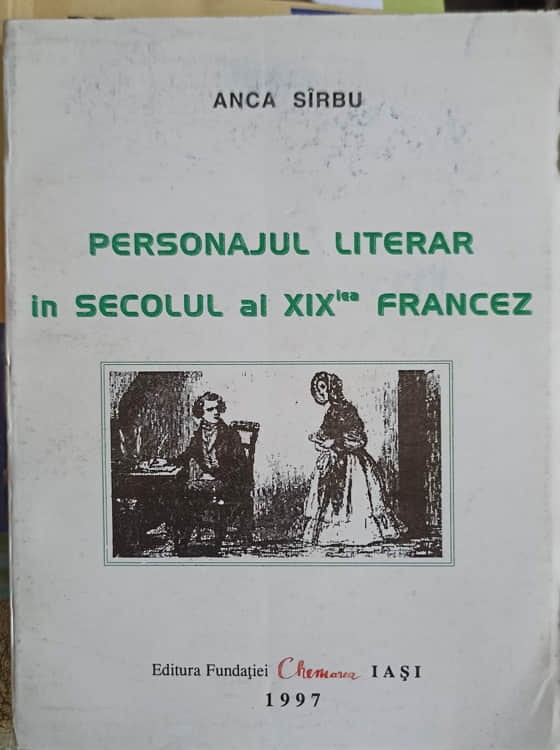 ANCA SÎRBU
PERSONAJUL LITERAR
in SECOLUL al XIXlea FRANCEZ
Editura Fundaţiei Chemarea IAŞI
1997